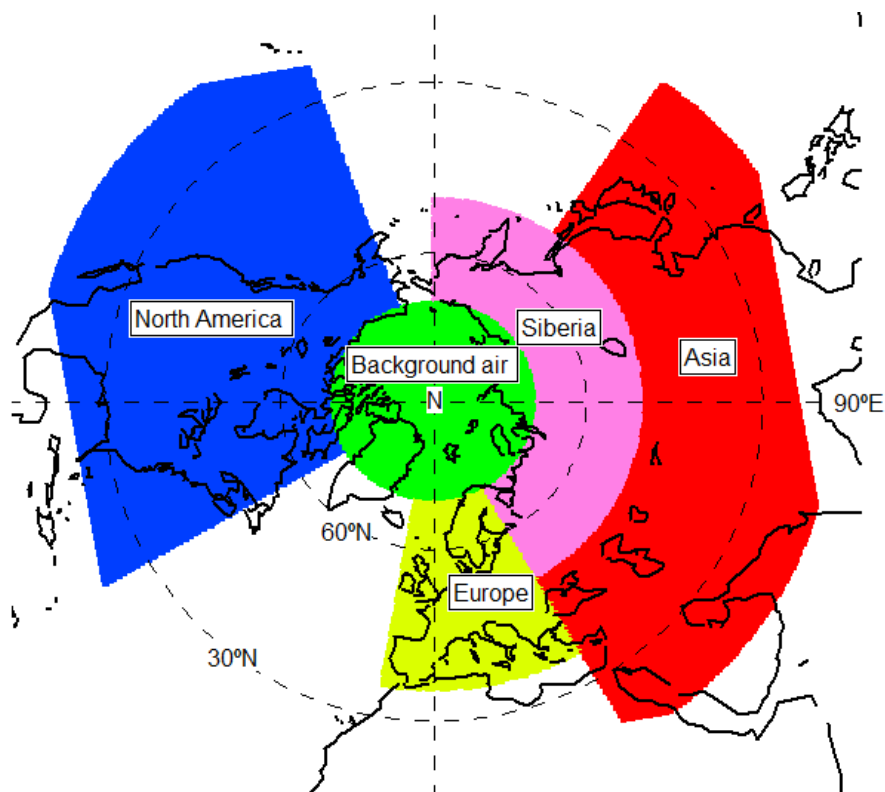 North America
Siberia
Background air
Asia
N
90ºE
60ºN
Europe
30ºN